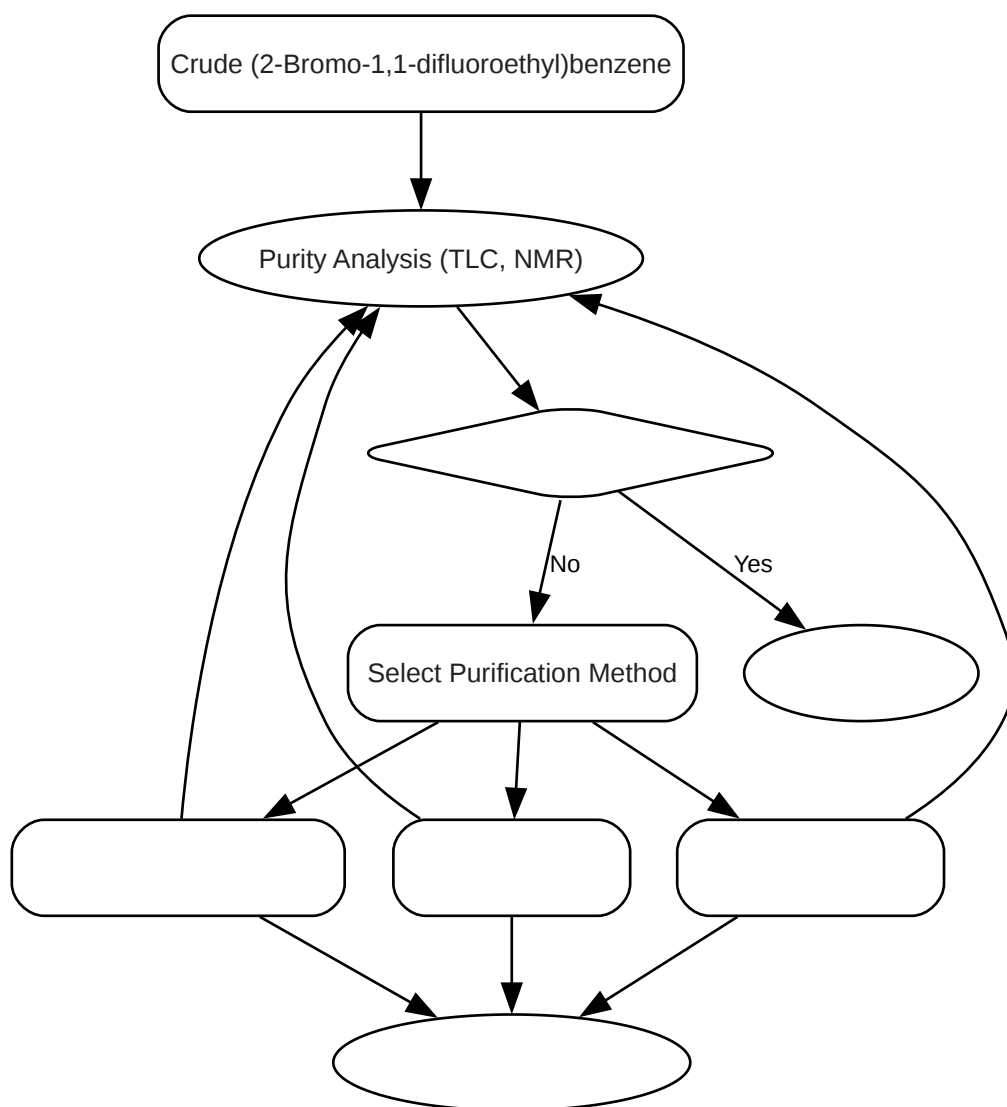 Crude (2-Bromo-1,1-difluoroethyl)benzene
Purity Analysis (TLC, NMR)
No
Yes
Select Purification Method